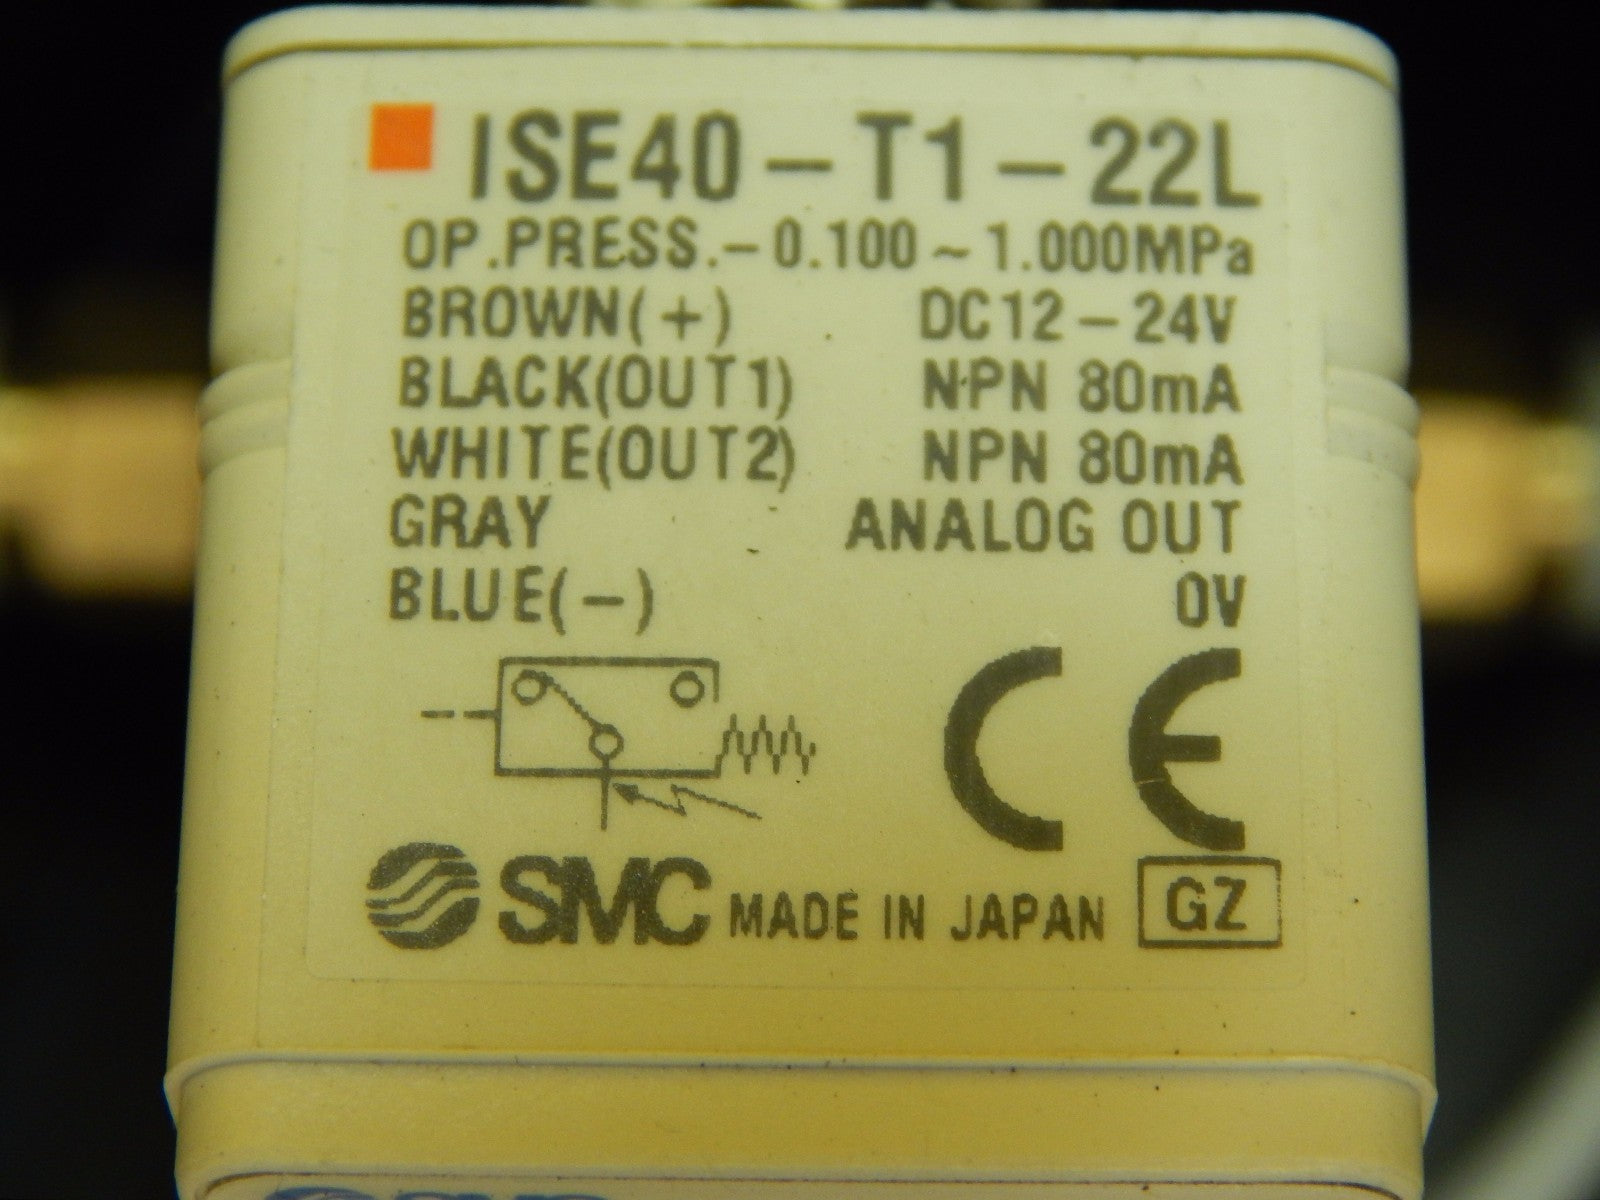 ISE40-T1-22L
OP.PRESS.-0.100~1.000MPa
BROWN(+) DC12-24V
BLACK(OUT1) NPN 80mA
WHITE(OUT2) NPN 80mA
GRAY ANALOG OUT
BLUE(-) 0V
CE
SMC MADE IN JAPAN GZ